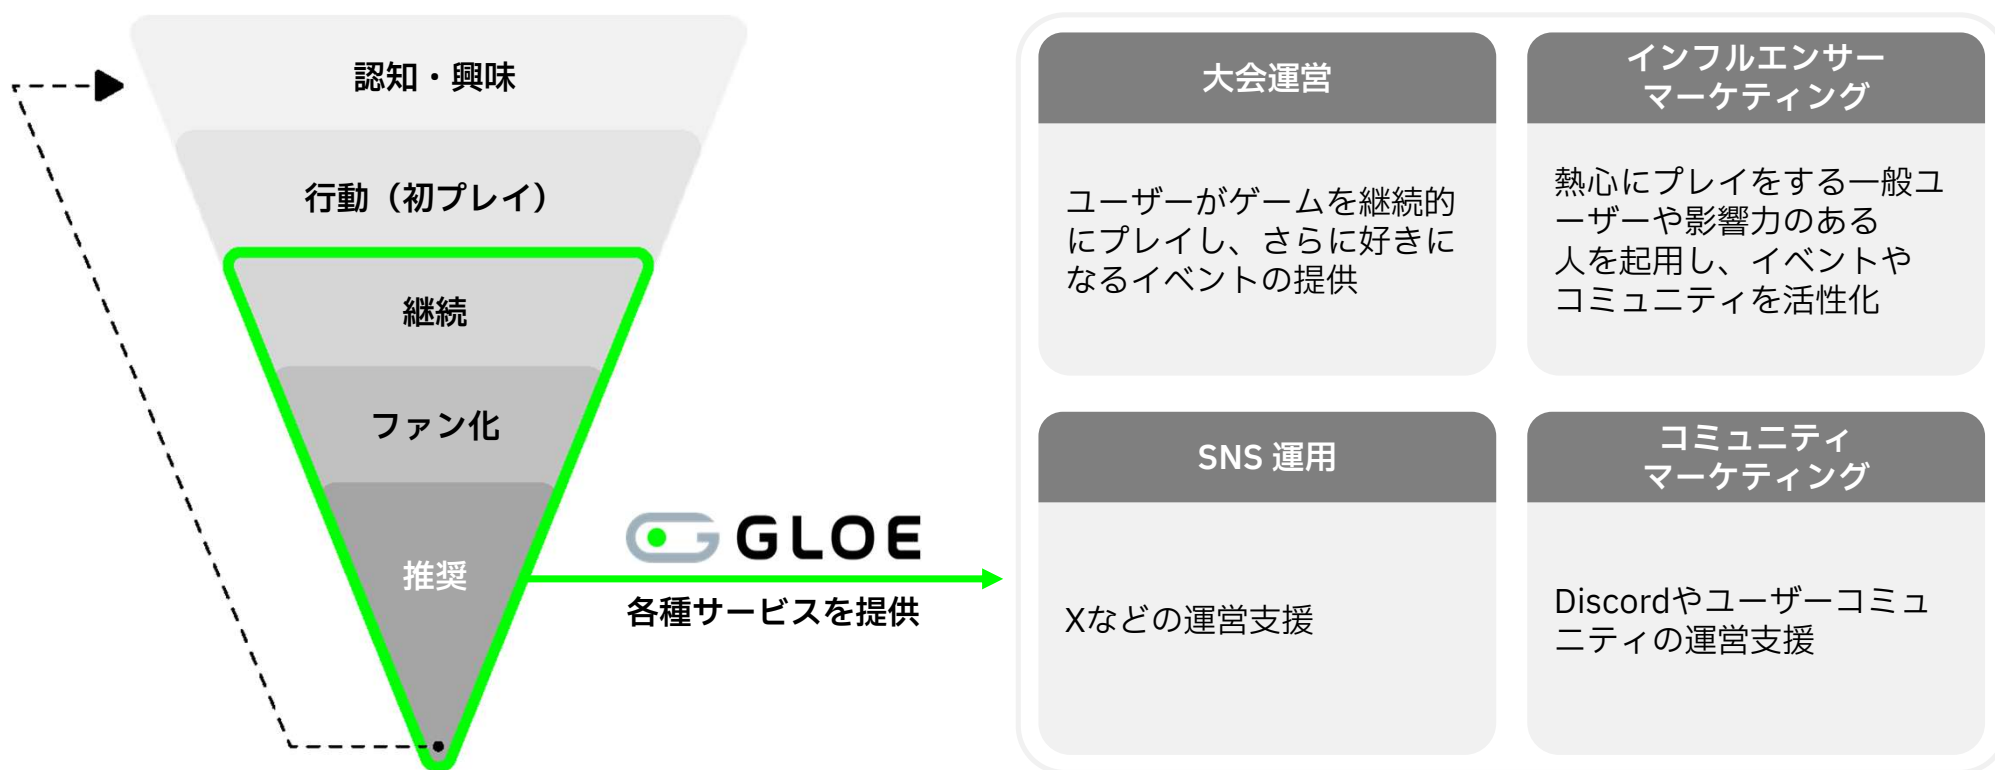 認知・興味
行動（初プレイ）
継続
ファン化
推奨
GLOE
各種サービスを提供
大会運営
ユーザーがゲームを継続的
にプレイし、さらに好きに
なるイベントの提供
インフルエンサー
マーケティング
熱心にプレイをする一般ユ
ーザーや影響力のある
人を起用し、イベントや
コミュニティを活性化
SNS 運用
Xなどの運営支援
コミュニティ
マーケティング
Discordやユーザーコミュ
ニティの運営支援